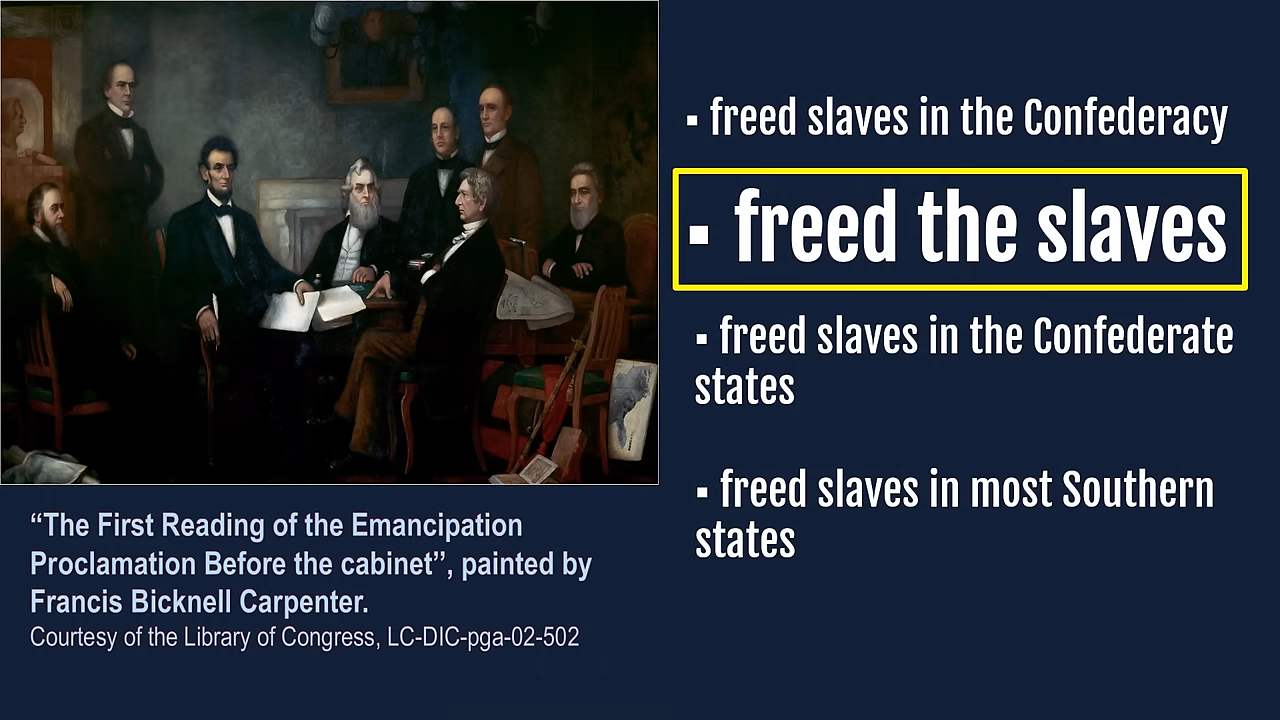 ▪ freed slaves in the Confederacy
▪ freed the slaves
▪ freed slaves in the Confederate
states
▪ freed slaves in most Southern
states
“The First Reading of the Emancipation
Proclamation Before the cabinet”, painted by
Francis Bicknell Carpenter.
Courtesy of the Library of Congress, LC-DIC-pga-02-502